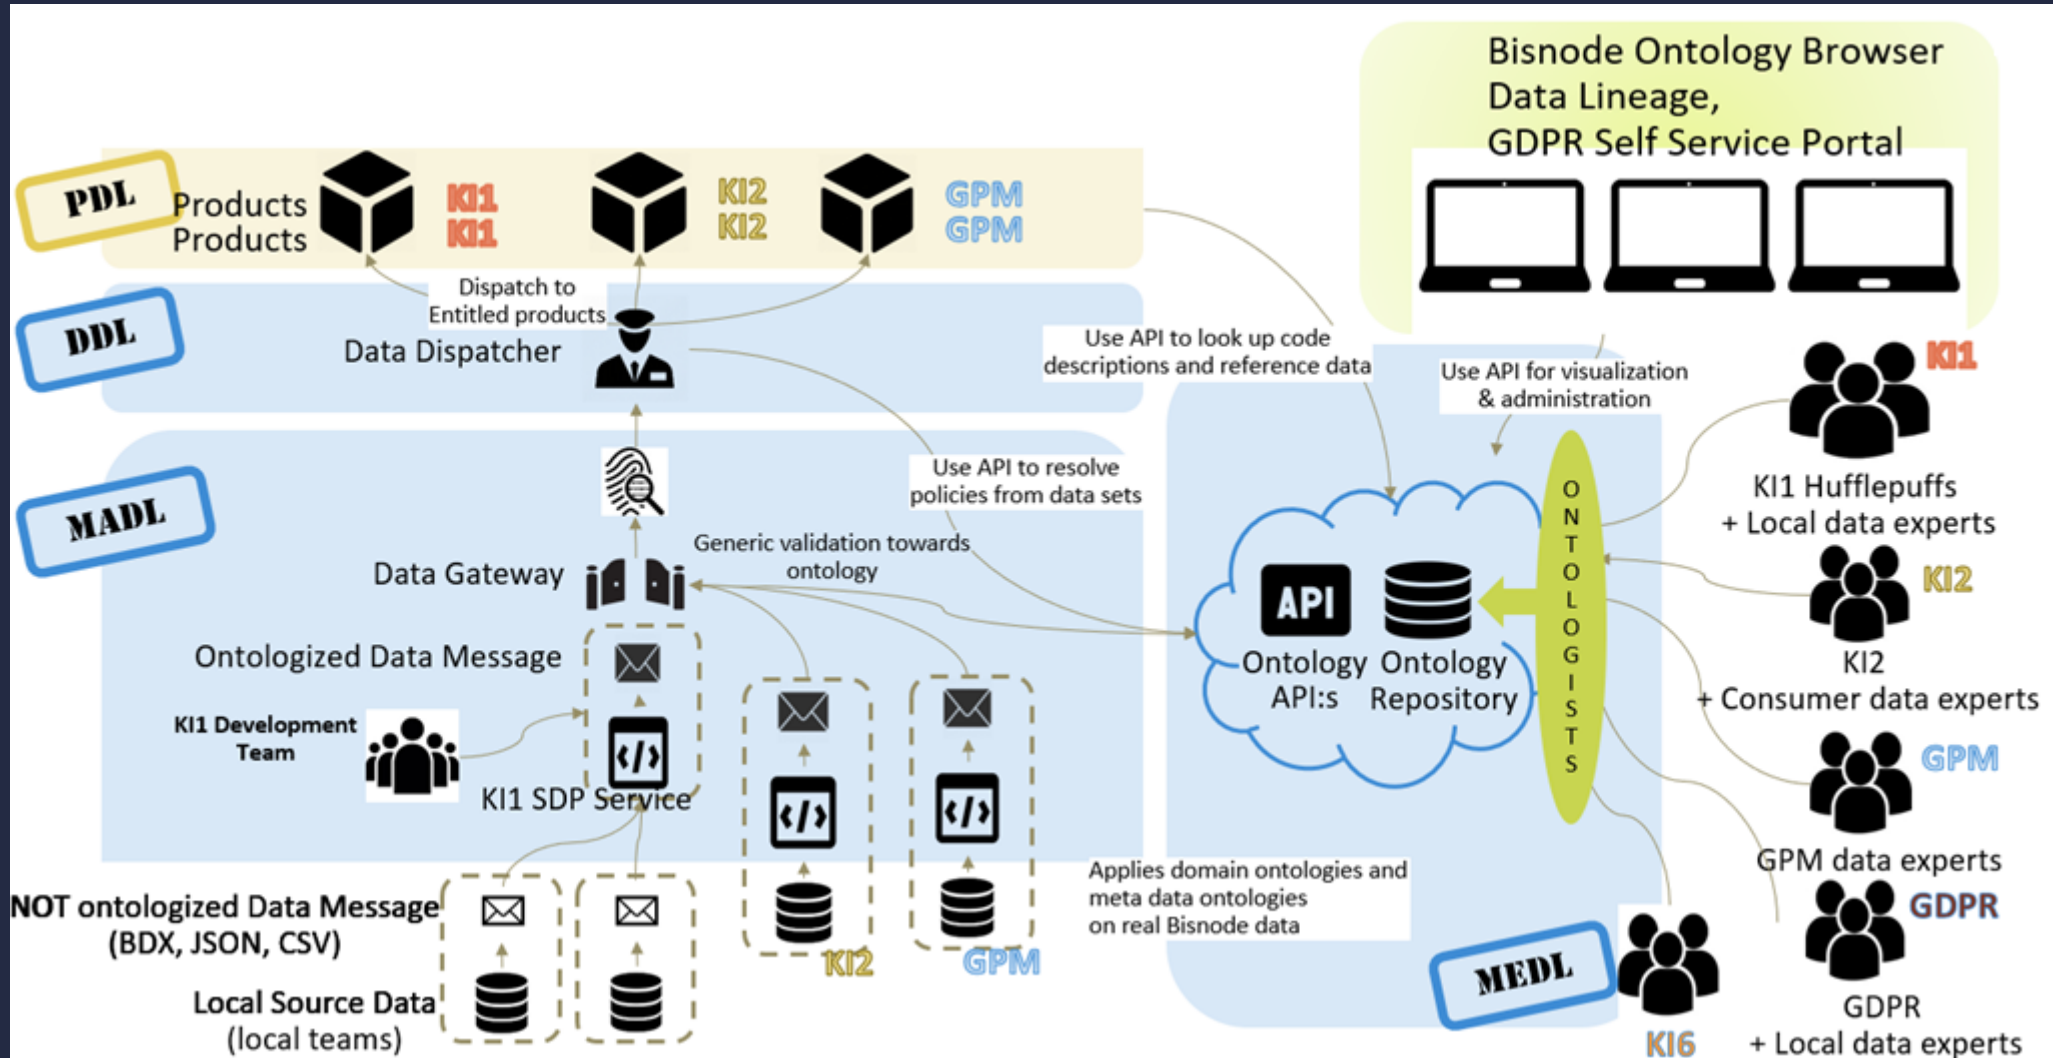 Bisnode Ontology Browser
Data Lineage,
GDPR Self Service Portal
PDL
Products
Products
KI1
KI1
KI2
KI2
GPM
GPM
Dispatch to
Entitled products
DDL
Data Dispatcher
Use API to look up code
descriptions and reference data
Use API for visualization
& administration
KI1
KI1 Hufflepuffs
+ Local data experts
MADL
Use API to resolve
policies from data sets
Generic validation towards
ontology
Data Gateway
ONTOLOGISTS
API
Ontology
API:s
Ontology
Repository
KI2
KI2
+ Consumer data experts
Ontologized Data Message
KI1 Development
Team
</>
KI1 SDP Service
</>
</>
GPM
GPM data experts
NOT ontologized Data Message
(BDX, JSON, CSV)
Local Source Data
(local teams)
KI2
GPM
Applies domain ontologies and
meta data ontologies
on real Bisnode data
MEDL
KI6
GDPR
GDPR
+ Local data experts